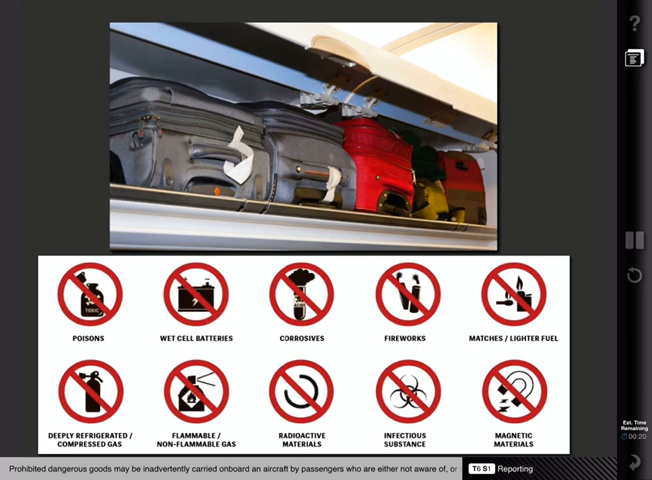 ?
POISONS
WET CELL BATTERIES
CORROSIVES
FIREWORKS
MATCHES / LIGHTER FUEL
TOXIC
DEEPLY REFRIGERATED /
COMPRESSED GAS
FLAMMABLE /
NON-FLAMMABLE GAS
RADIOACTIVE
MATERIALS
INFECTIOUS
SUBSTANCE
MAGNETIC
MATERIALS
Est. Time
Remaining
00:20
Prohibited dangerous goods may be inadvertently carried onboard an aircraft by passengers who are either not aware of, or
T6 S1 Reporting